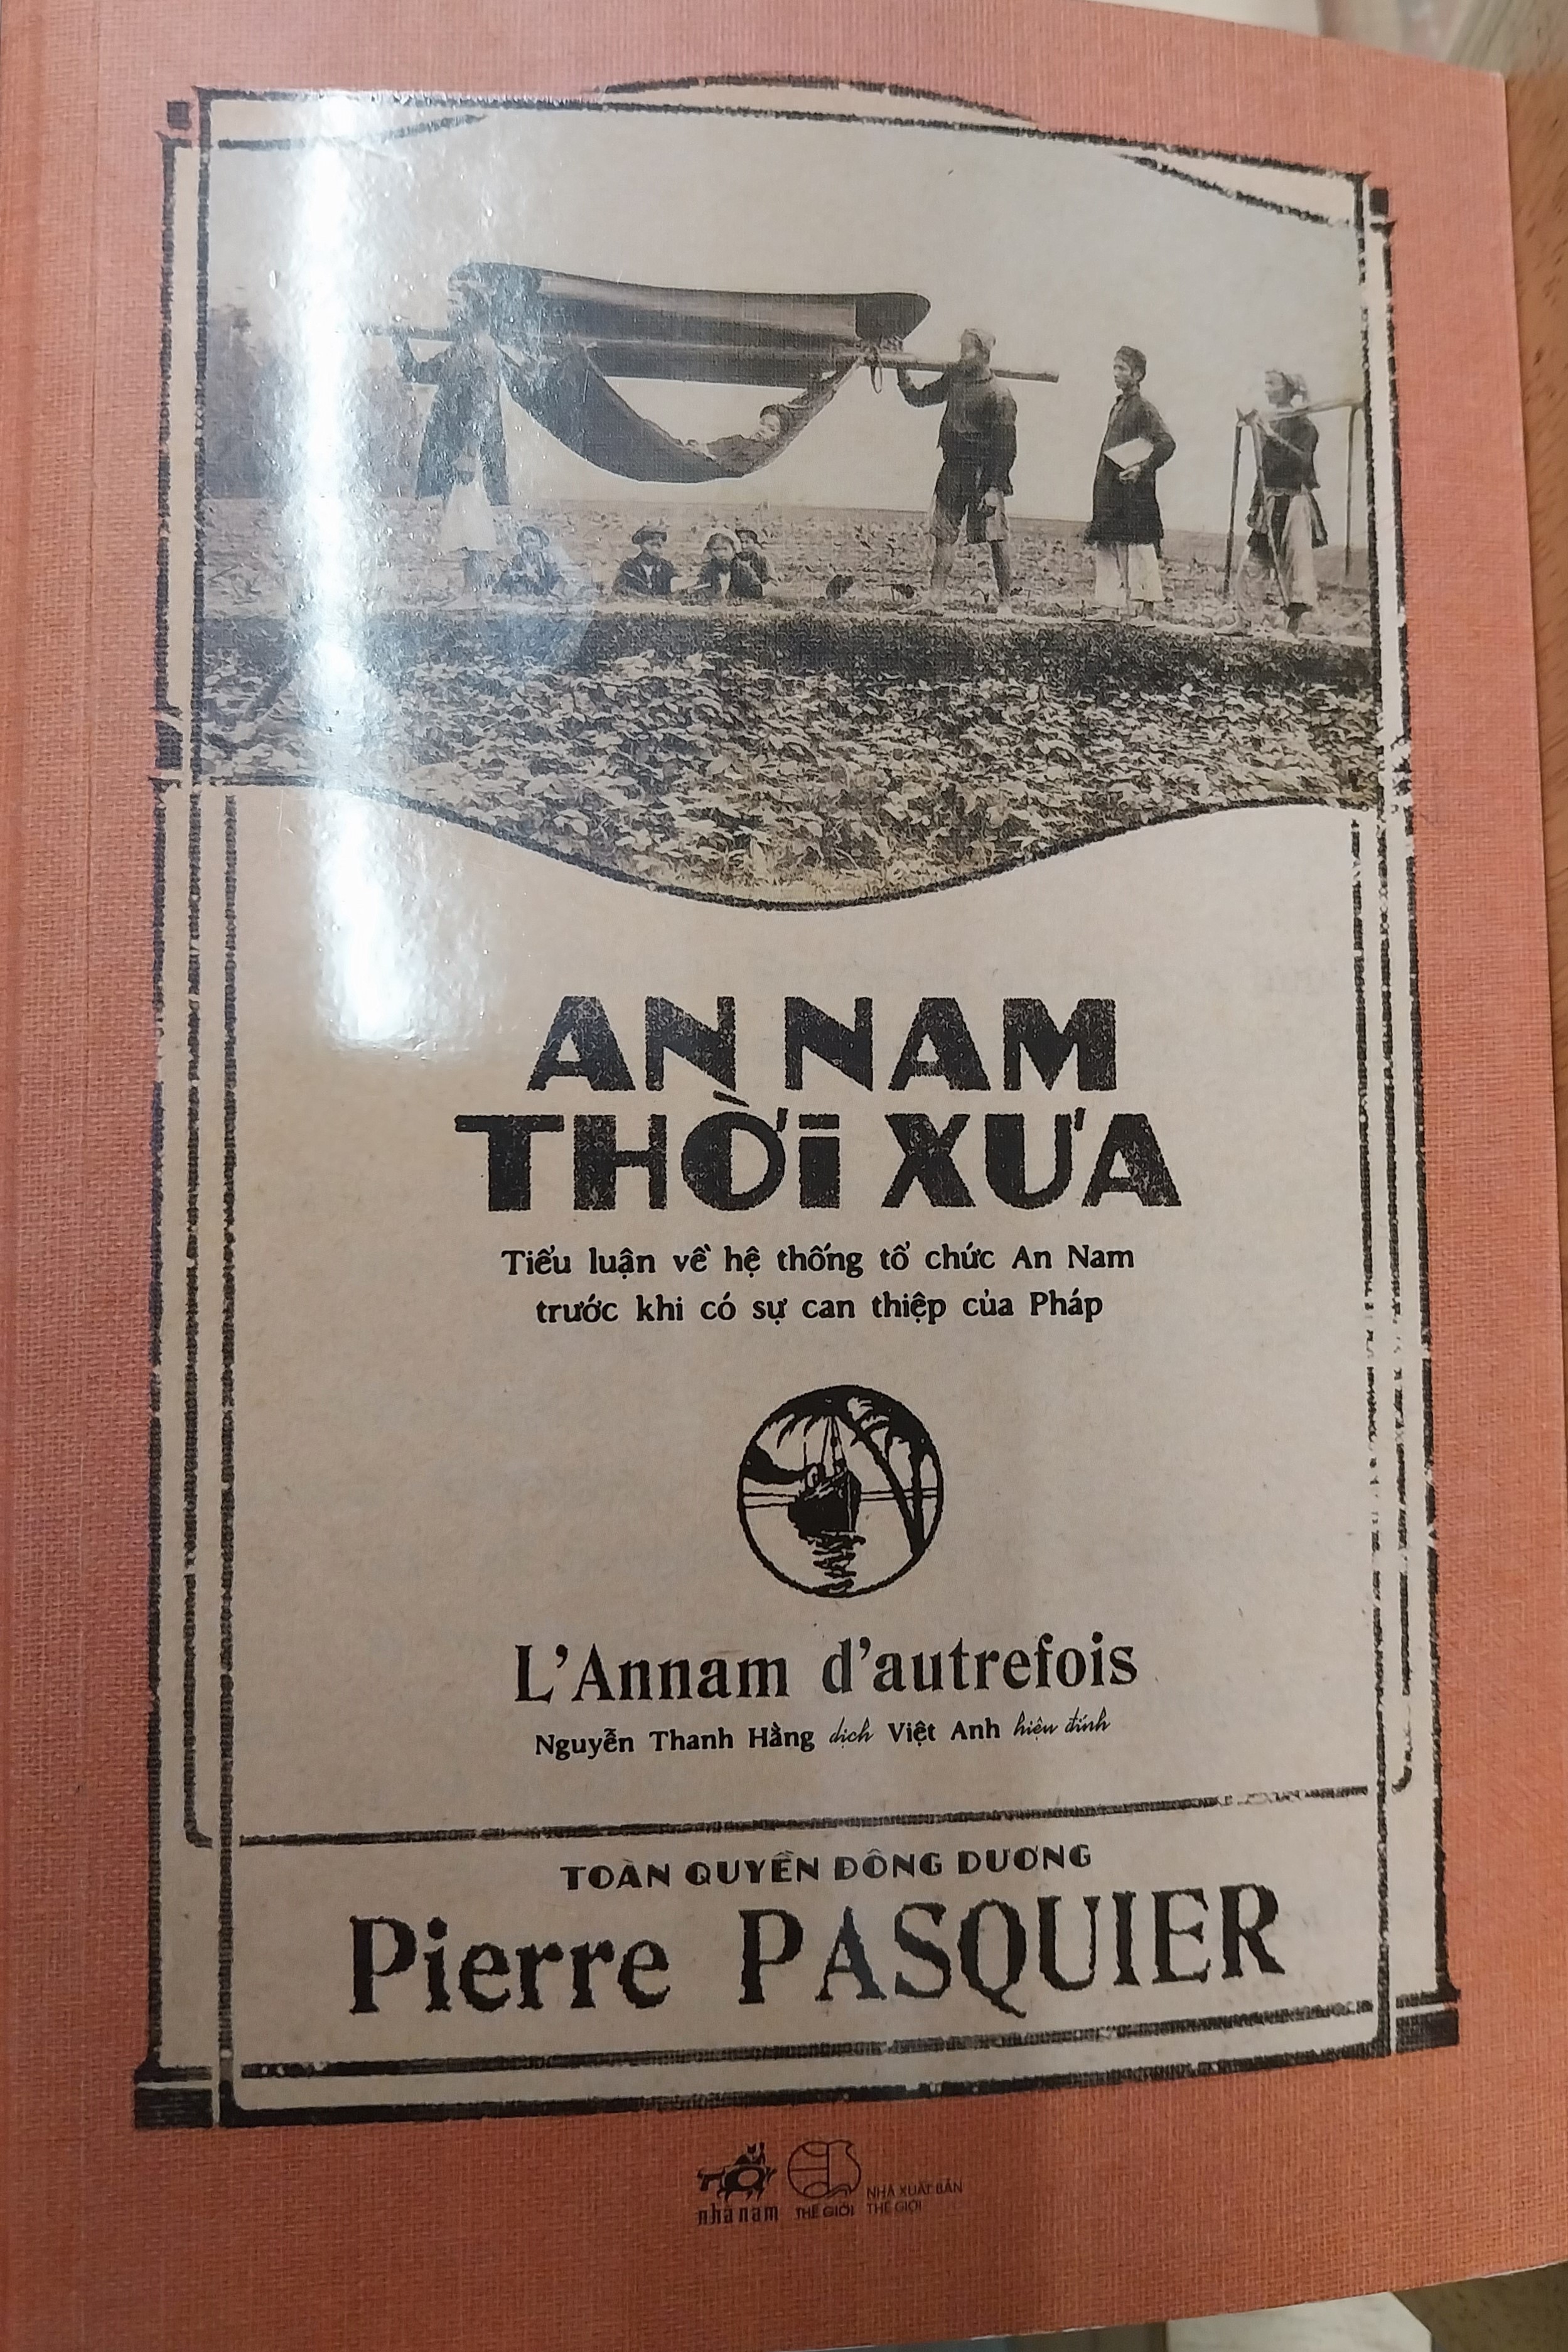 AN NAM
THỜI XƯA
Tiểu luận về hệ thống tổ chức An Nam
trước khi có sự can thiệp của Pháp
L'Annam d'autrefois
Nguyễn Thanh Hằng dịch Việt Anh hiệu đính
TOÀN QUYỀN ĐÔNG DƯƠNG
Pierre PASQUIER
nhã nam
THẾ GIỚI
NHÀ XUẤT BẢN
THẾ GIỚI